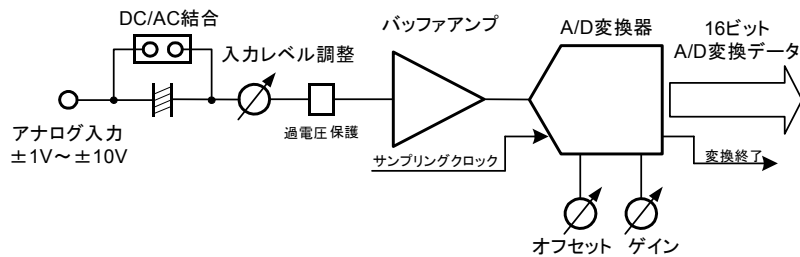 DC/AC結合
入力レベル調整
バッファアンプ
A/D変換器
16ビット
A/D変換データ
アナログ入力
±1V～±10V
過電圧保護
サンプリングクロック
変換終了
オフセット
ゲイン